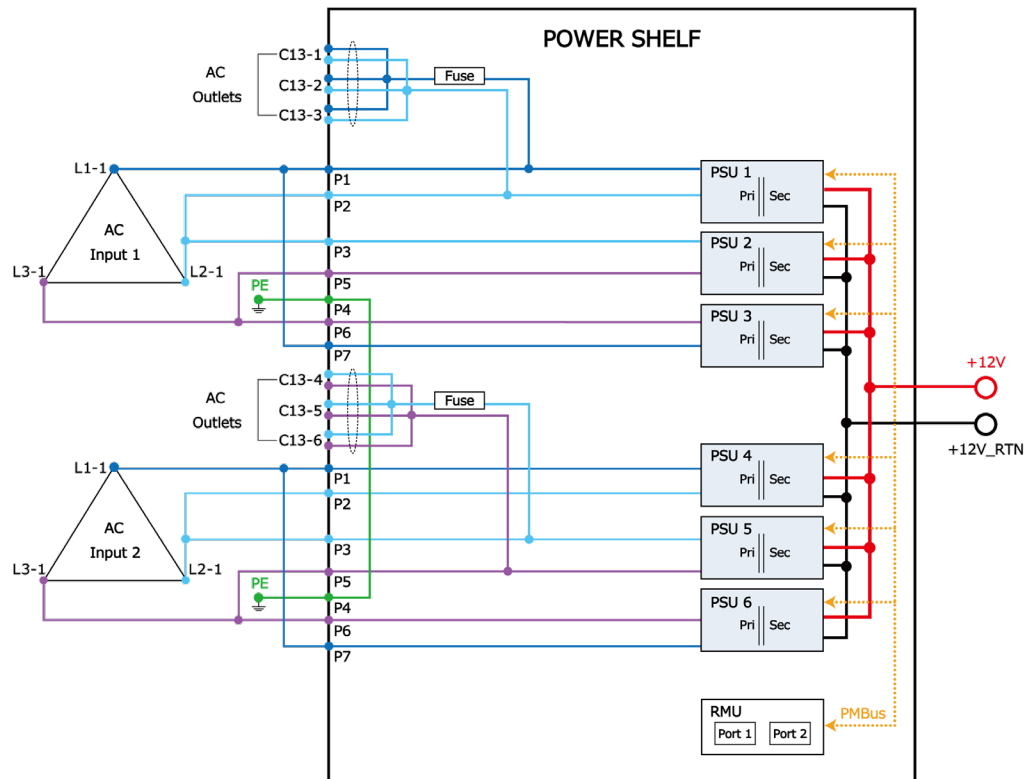 POWER SHELF
AC
Outlets
C13-1
C13-2
C13-3
Fuse
L1-1
AC
Input 1
L3-1
L2-1
PE
P1
P2
P3
P5
P4
P6
P7
PSU 1
Pri
Sec
PSU 2
Pri
Sec
PSU 3
Pri
Sec
+12V
+12V_RTN
AC
Outlets
C13-4
C13-5
C13-6
Fuse
L1-1
AC
Input 2
L3-1
L2-1
PE
P1
P2
P3
P5
P4
P6
P7
PSU 4
Pri
Sec
PSU 5
Pri
Sec
PSU 6
Pri
Sec
RMU
Port 1
Port 2
PMBus